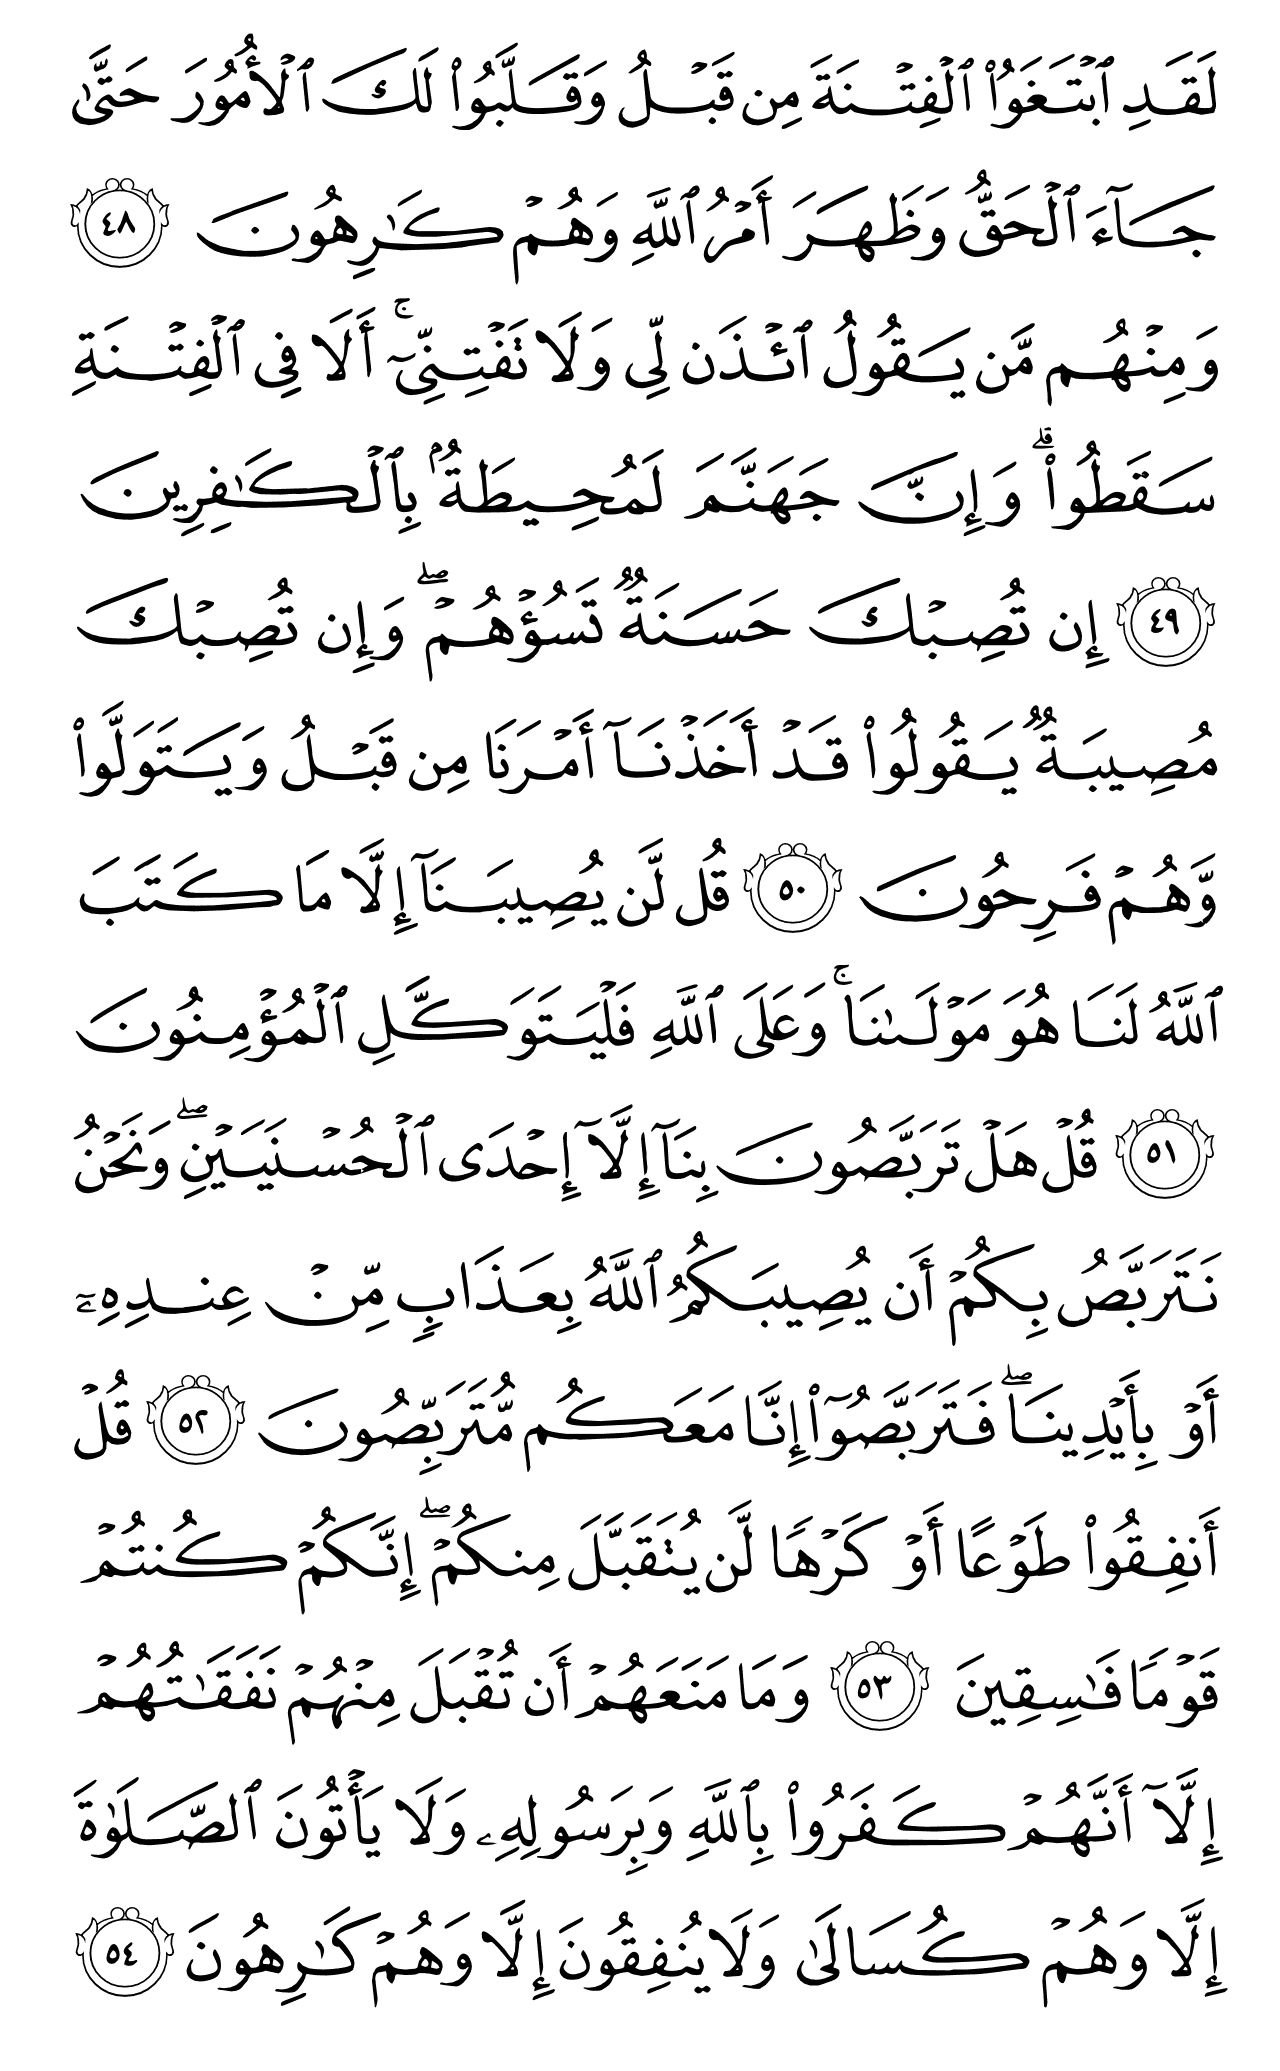 لَقَدِ ٱبْتَغَوُا۟ ٱلْفِتْنَةَ مِن قَبْلُ وَقَلَّبُوا۟ لَكَ ٱلْأُمُورَ حَتَّىٰ
جَآءَ ٱلْحَقُّ وَظَهَرَ أَمْرُ ٱللَّهِ وَهُمْ كَـٰرِهُونَ ٤٨
وَمِنْهُم مَّن يَقُولُ ٱئْذَن لِّى وَلَا تَفْتِنِّىٓ ۚ أَلَا فِى ٱلْفِتْنَةِ
سَقَطُوا۟ ۗ وَإِنَّ جَهَنَّمَ لَمُحِيطَةٌۢ بِٱلْكَـٰفِرِينَ
٤٩ إِن تُصِبْكَ حَسَنَةٌ تَسُؤْهُمْ ۖ وَإِن تُصِبْكَ
مُصِيبَةٌ يَقُولُوا۟ قَدْ أَخَذْنَآ أَمْرَنَا مِن قَبْلُ وَيَتَوَلَّوا۟
وَّهُمْ فَرِحُونَ ٥٠ قُل لَّن يُصِيبَنَآ إِلَّا مَا كَتَبَ
ٱللَّهُ لَنَا هُوَ مَوْلَىٰنَا ۚ وَعَلَى ٱللَّهِ فَلْيَتَوَكَّلِ ٱلْمُؤْمِنُونَ
٥١ قُلْ هَلْ تَرَبَّصُونَ بِنَآ إِلَّآ إِحْدَى ٱلْحُسْنَيَيْنِ ۖ وَنَحْنُ
نَتَرَبَّصُ بِكُمْ أَن يُصِيبَكُمُ ٱللَّهُ بِعَذَابٍ مِّنْ عِندِهِۦٓ
أَوْ بِأَيْدِينَا ۖ فَتَرَبَّصُوٓا۟ إِنَّا مَعَكُم مُّتَرَبِّصُونَ ٥٢ قُلْ
أَنفِقُوا۟ طَوْعًا أَوْ كَرْهًا لَّن يُتَقَبَّلَ مِنكُمْ ۖ إِنَّكُمْ كُنتُمْ
قَوْمًا فَـٰسِقِينَ ٥٣ وَمَا مَنَعَهُمْ أَن تُقْبَلَ مِنْهُمْ نَفَقَـٰتُهُمْ
إِلَّآ أَنَّهُمْ كَفَرُوا۟ بِٱللَّهِ وَبِرَسُولِهِۦ وَلَا يَأْتُونَ ٱلصَّلَوٰةَ
إِلَّا وَهُمْ كُسَالَىٰ وَلَا يُنفِقُونَ إِلَّا وَهُمْ كَـٰرِهُونَ ٥٤